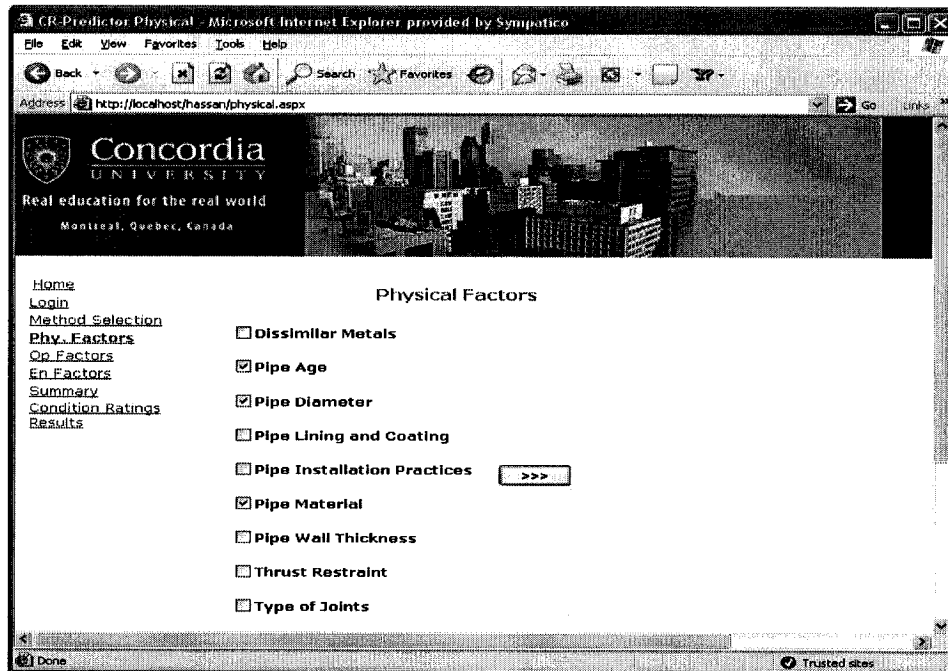 CR-Predictor Physical - Microsoft Internet Explorer provided by Sympatico
File Edit View Favorites Tools Help
Back Search Favorites
Address http://localhost/hassan/physical.aspx Go Links »
Concordia
UNIVERSITY
Real education for the real world
Montreal, Quebec, Canada
Home
Login
Method Selection
Phy. Factors
Op Factors
En Factors
Summary
Condition Ratings
Results
Physical Factors
Dissimilar Metals
Pipe Age
Pipe Diameter
Pipe Lining and Coating
Pipe Installation Practices
>>>
Pipe Material
Pipe Wall Thickness
Thrust Restraint
Type of Joints
Done Trusted sites